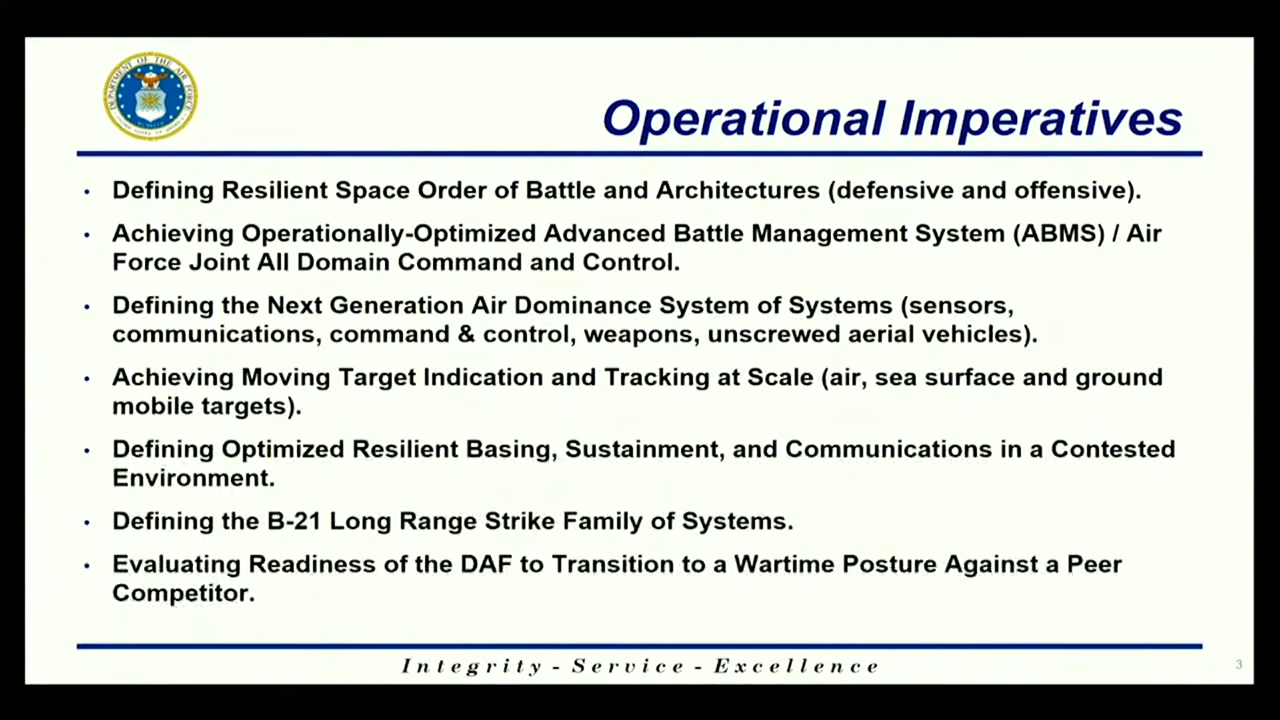 DEPARTMENT OF THE AIR FORCE
Operational Imperatives
• Defining Resilient Space Order of Battle and Architectures (defensive and offensive).
• Achieving Operationally-Optimized Advanced Battle Management System (ABMS) / Air
Force Joint All Domain Command and Control.
• Defining the Next Generation Air Dominance System of Systems (sensors,
communications, command & control, weapons, unscrewed aerial vehicles).
• Achieving Moving Target Indication and Tracking at Scale (air, sea surface and ground
mobile targets).
• Defining Optimized Resilient Basing, Sustainment, and Communications in a Contested
Environment.
• Defining the B-21 Long Range Strike Family of Systems.
• Evaluating Readiness of the DAF to Transition to a Wartime Posture Against a Peer
Competitor.
Integrity - Service - Excellence
3